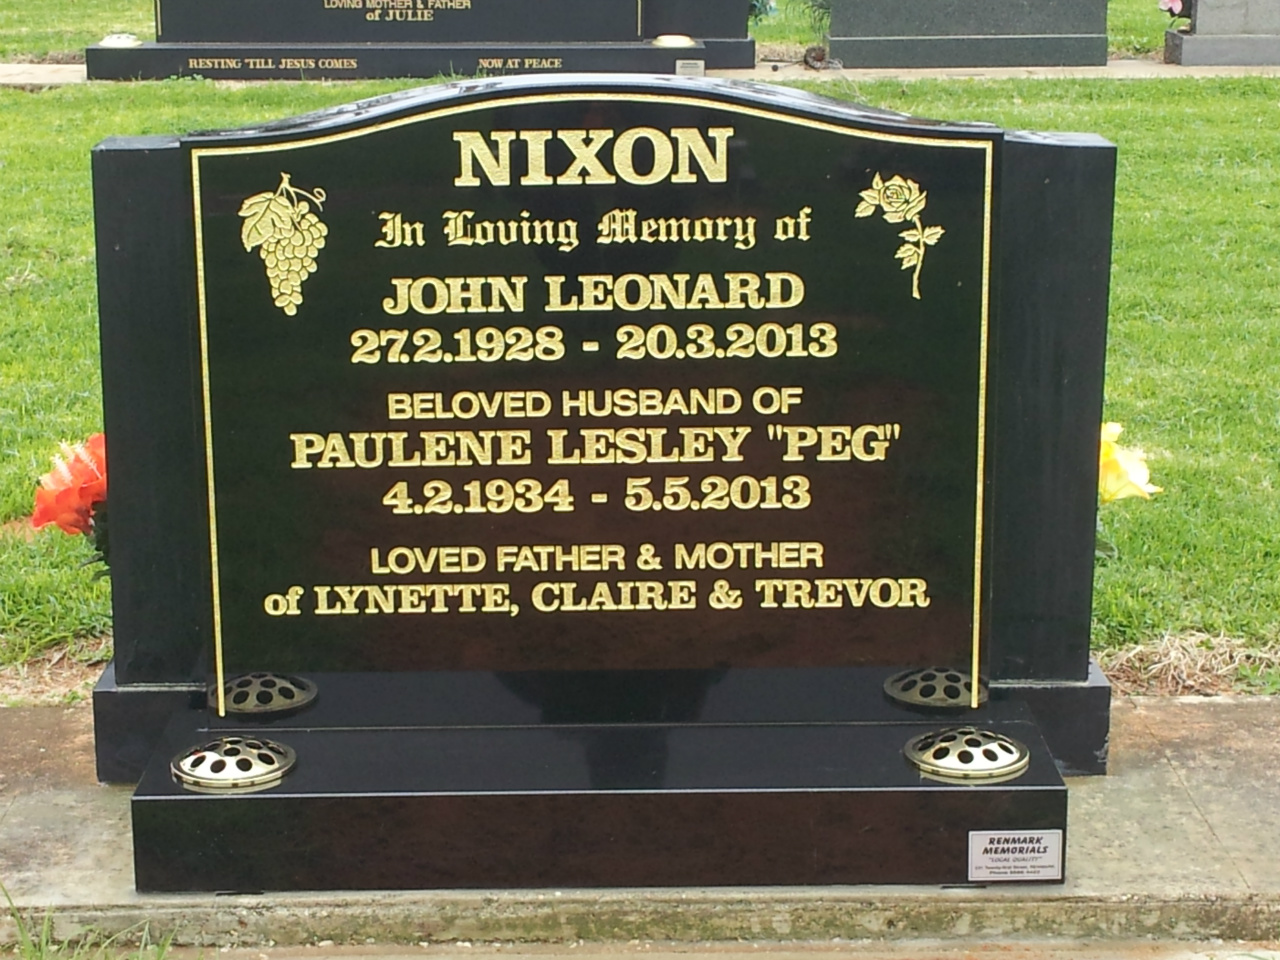 LOVING MOTHER & FATHER
of JULIE
RESTING 'TILL JESUS COMES
NOW AT PEACE
NIXON
In Loving Memory of
JOHN LEONARD
27.2.1928 - 20.3.2013
BELOVED HUSBAND OF
PAULENE LESLEY "PEG"
4.2.1934 - 5.5.2013
LOVED FATHER & MOTHER
of LYNETTE, CLAIRE & TREVOR
RENMARK
MEMORIALS
"LOCAL QUALITY"